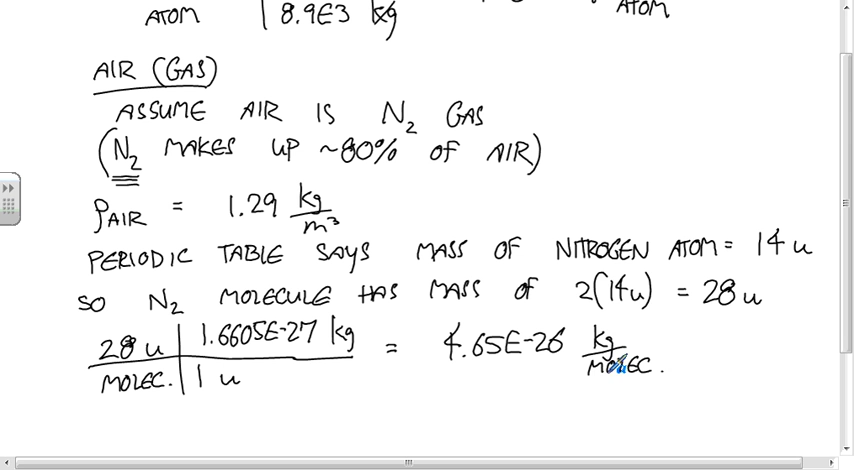 ATOM 8.9E3 kg ATOM
AIR (GAS)
ASSUME AIR IS N₂ GAS
(N₂ MAKES UP ~80% OF AIR)
ρAIR = 1.29 kg/m³
PERIODIC TABLE SAYS MASS OF NITROGEN ATOM = 14 u
SO N₂ MOLECULE HAS MASS OF 2(14u) = 28 u
28 u | 1.6605E-27 kg = 4.65E-26 kg
MOLEC. | 1 u MOLEC.